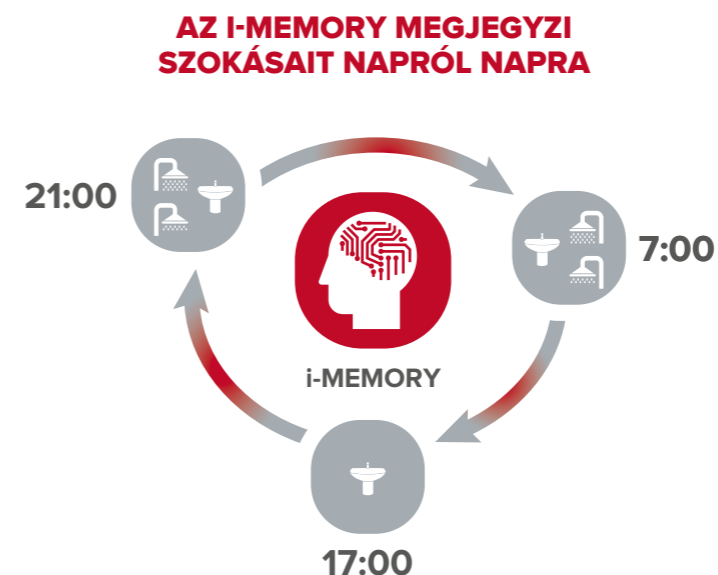 AZ I-MEMORY MEGJEGYZI
SZOKÁSAIT NAPRÓL NAPRA
21:00
7:00
i-MEMORY
17:00